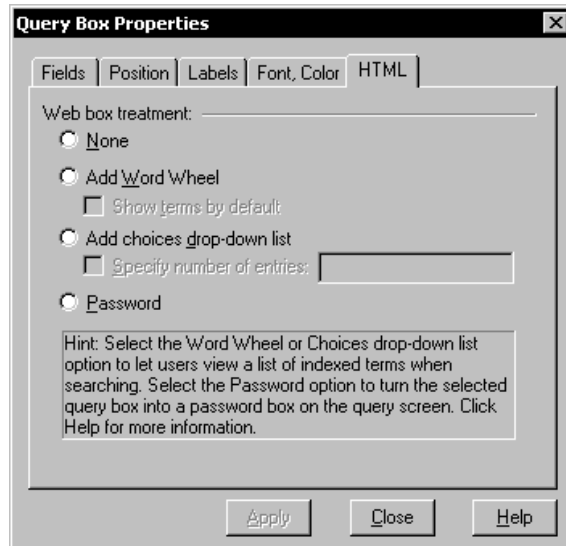 Query Box Properties
Fields Position Labels Font, Color HTML
Web box treatment:
None
Add Word Wheel
Show terms by default
Add choices drop-down list
Specify number of entries:
Password
Hint: Select the Word Wheel or Choices drop-down list
option to let users view a list of indexed terms when
searching. Select the Password option to turn the selected
query box into a password box on the query screen. Click
Help for more information.
Apply Close Help